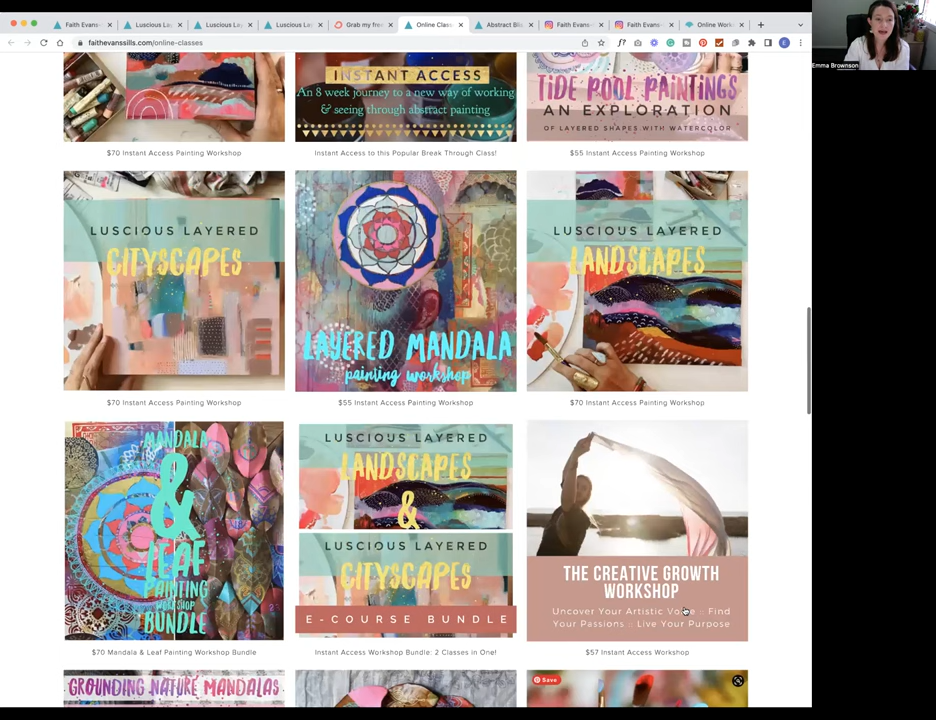 Faith Evans
Luscious Lay
Luscious Lay
Luscious Lay
Grab my free
Online Class
Abstract Blis
Faith Evans
Faith Evans
Online Work
faithevanssills.com/online-classes
Emma Brownson
INSTANT ACCESS
An 8 week journey to a new way of working
& seeing through abstract painting
TIDE POOL PAINTINGS
AN EXPLORATION
OF LAYERED SHAPES WITH WATERCOLOR
$70 Instant Access Painting Workshop
Instant Access to this Popular Break Through Class!
$55 Instant Access Painting Workshop
LUSCIOUS LAYERED
CITYSCAPES
LAYERED MANDALA
painting workshop
LUSCIOUS LAYERED
LANDSCAPES
$70 Instant Access Painting Workshop
$55 Instant Access Painting Workshop
$70 Instant Access Painting Workshop
MANDALA
&
LEAF
PAINTING
WORKSHOP
BUNDLE
LUSCIOUS LAYERED
LANDSCAPES
&
LUSCIOUS LAYERED
CITYSCAPES
E-COURSE BUNDLE
THE CREATIVE GROWTH
WORKSHOP
Uncover Your Artistic Voice :: Find
Your Passions :: Live Your Purpose
$70 Mandala & Leaf Painting Workshop Bundle
Instant Access Workshop Bundle: 2 Classes in One!
$57 Instant Access Workshop
GROUNDING NATURE MANDALAS
Save